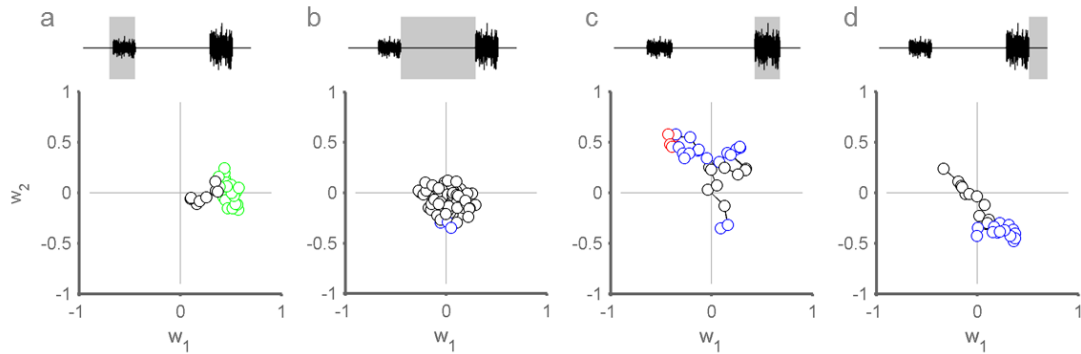 a b c d
1 1 1 1
0.5 0.5 0.5 0.5
w2 0 0 0 0
-0.5 -0.5 -0.5 -0.5
-1 -1 -1 -1
-1 0 1 -1 0 1 -1 0 1 -1 0 1
w1 w1 w1 w1